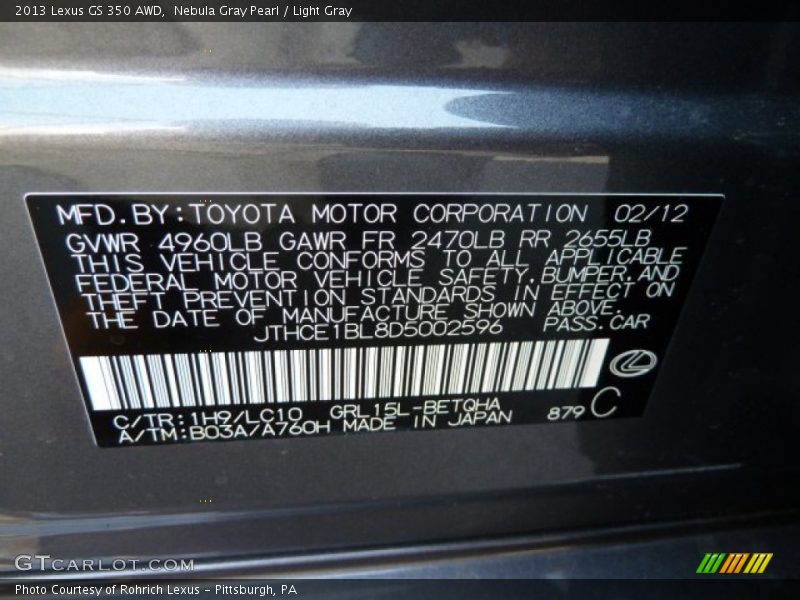 2013 Lexus GS 350 AWD,  Nebula Gray Pearl / Light Gray
MFD. BY: TOYOTA MOTOR CORPORATION 02/12
GVWR 4960LB GAWR FR 2470LB RR 2655LB
THIS VEHICLE CONFORMS TO ALL APPLICABLE
FEDERAL MOTOR VEHICLE SAFETY, BUMPER, AND
THEFT PREVENTION STANDARDS IN EFFECT ON
THE DATE OF MANUFACTURE SHOWN ABOVE.
JTHCE1BL8D5002596 PASS. CAR
C/TR: 1H9/LC10 GRL15L-BETQHA
A/TM: B03A/A760H MADE IN JAPAN 879 C
GTCARLOT.COM
Photo Courtesy of Rohrich Lexus – Pittsburgh, PA